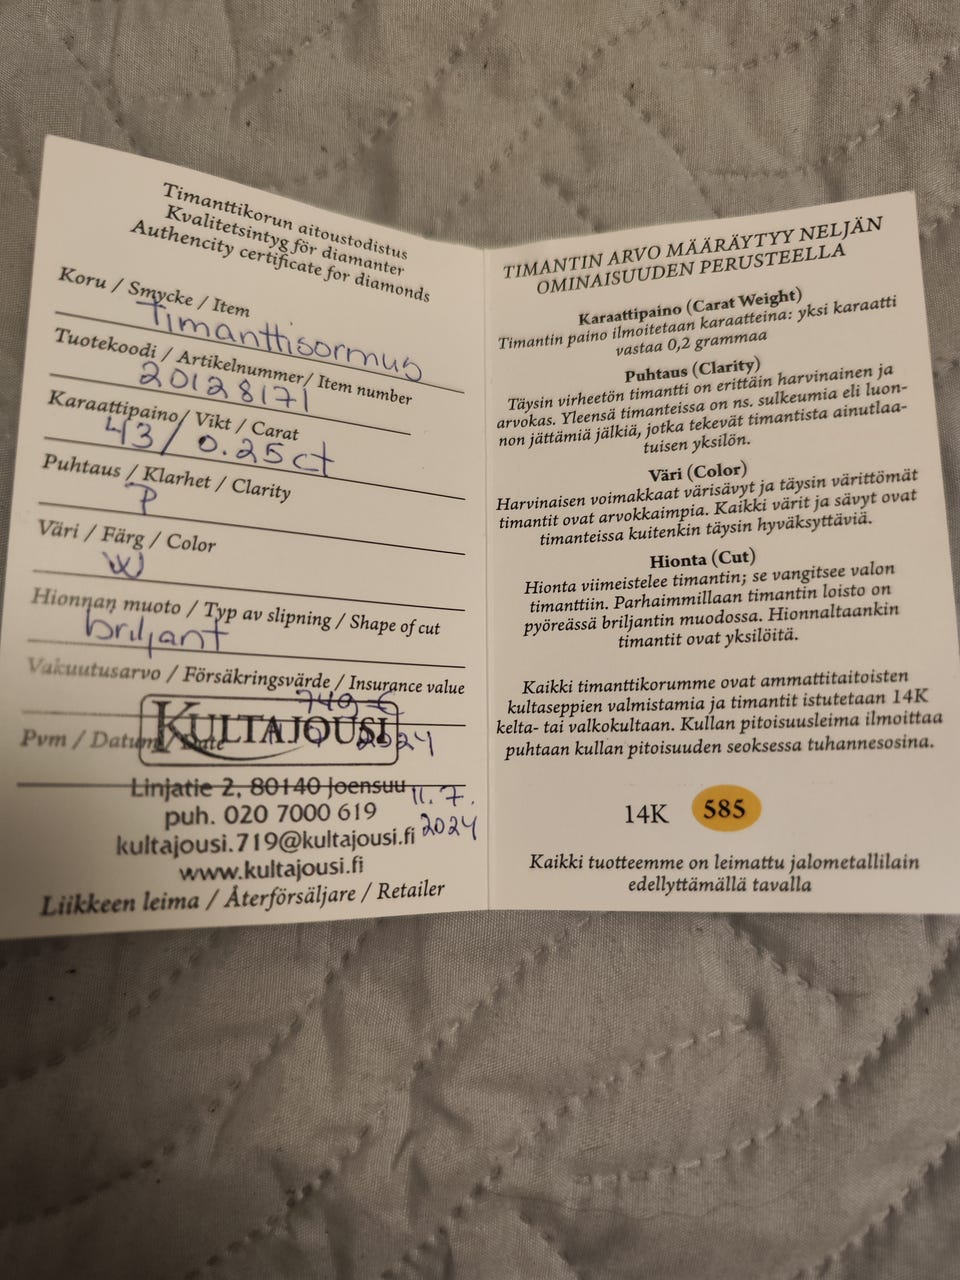 Timanttikorun aitoustodistus
Kvalitetsintyg för diamanter
Authencity certificate for diamonds
Koru / Smycke / Item
Timanttisormus
Tuotekoodi / Artikelnummer/ Item number
20128171
Karaattipaino/ Vikt / Carat
43/ 0.25ct
Puhtaus / Klarhet / Clarity
P
Väri / Färg / Color
W
Hionnan muoto / Typ av slipning / Shape of cut
briljant
Vakuutusarvo / Försäkringsvärde / Insurance value
749-€
KULTAJOUSI
Pvm / Datum / Date 2024
Linjatie 2, 80140 Joensuu 11.7.
puh. 020 7000 619
kultajousi.719@kultajousi.fi 2024
www.kultajousi.fi
Liikkeen leima / Återförsäljare / Retailer
TIMANTIN ARVO MÄÄRÄYTYY NELJÄN
OMINAISUUDEN PERUSTEELLA
Karaattipaino (Carat Weight)
Timantin paino ilmoitetaan karaatteina: yksi karaatti
vastaa 0,2 grammaa
Puhtaus (Clarity)
Täysin virheetön timantti on erittäin harvinainen ja
arvokas. Yleensä timanteissa on ns. sulkeumia eli luon-
non jättämiä jälkiä, jotka tekevät timantista ainutlaa-
tuisen yksilön.
Väri (Color)
Harvinaisen voimakkaat värisävyt ja täysin värittömät
timantit ovat arvokkaimpia. Kaikki värit ja sävyt ovat
timanteissa kuitenkin täysin hyväksyttäviä.
Hionta (Cut)
Hionta viimeistelee timantin; se vangitsee valon
timanttiin. Parhaimmillaan timantin loisto on
pyöreässä briljantin muodossa. Hionnaltaankin
timantit ovat yksilöitä.
Kaikki timanttikorumme ovat ammattitaitoisten
kultaseppien valmistamia ja timantit istutetaan 14K
kelta- tai valkokultaan. Kullan pitoisuusleima ilmoittaa
puhtaan kullan pitoisuuden seoksessa tuhannesosina.
14K 585
Kaikki tuotteemme on leimattu jalometallilain
edellyttämällä tavalla